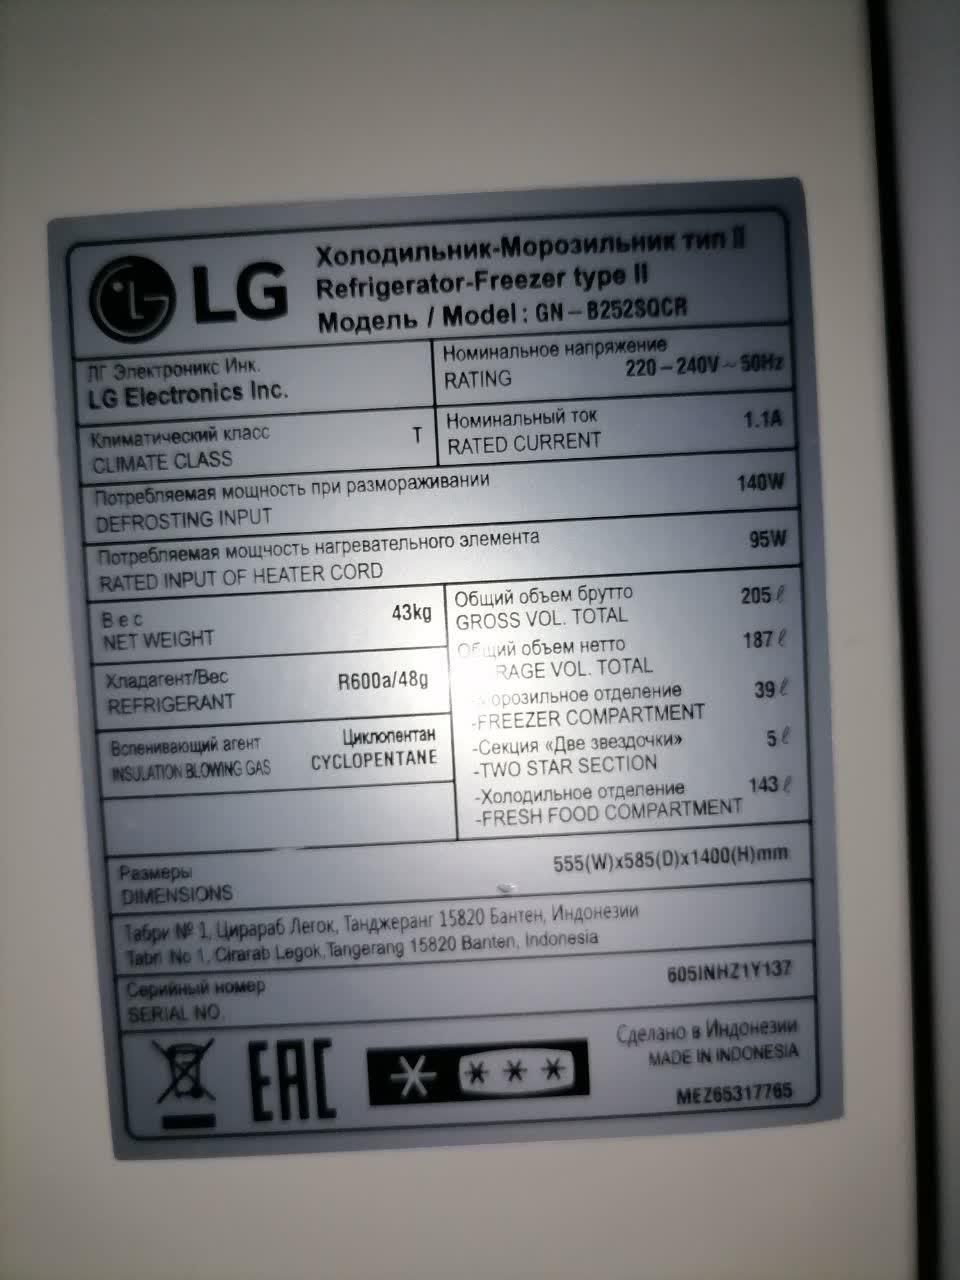 LG
Холодильник-Морозильник тип II
Refrigerator-Freezer type II
Модель / Model : GN-B252SQCR
ЛГ Электроникс Инк.
LG Electronics Inc.
Номинальное напряжение
RATING
220-240V~50Hz
Климатический класс
CLIMATE CLASS
T
Номинальный ток
RATED CURRENT
1.1A
Потребляемая мощность при размораживании
DEFROSTING INPUT
140W
Потребляемая мощность нагревательного элемента
RATED INPUT OF HEATER CORD
95W
Вес
NET WEIGHT
43kg
Хладагент/Вес
REFRIGERANT
R600a/48g
Вспенивающий агент
INSULATION BLOWING GAS
Циклопентан
CYCLOPENTANE
Общий объем брутто
GROSS VOL. TOTAL
205 ℓ
Общий объем нетто
RAGE VOL. TOTAL
187 ℓ
орозильное отделение
-FREEZER COMPARTMENT
39 ℓ
-Секция «Две звездочки»
-TWO STAR SECTION
5 ℓ
-Холодильное отделение
-FRESH FOOD COMPARTMENT
143 ℓ
Размеры
DIMENSIONS
555(W)x585(D)x1400(H)mm
Табри № 1, Цирараб Легок, Танджеранг 15820 Бантен, Индонезии
Tabri No 1, Cirarab Legok, Tangerang 15820 Banten, Indonesia
Серийный номер
SERIAL NO.
605INHZ1Y137
EAC
Сделано в Индонезии
MADE IN INDONESIA
MEZ65317765